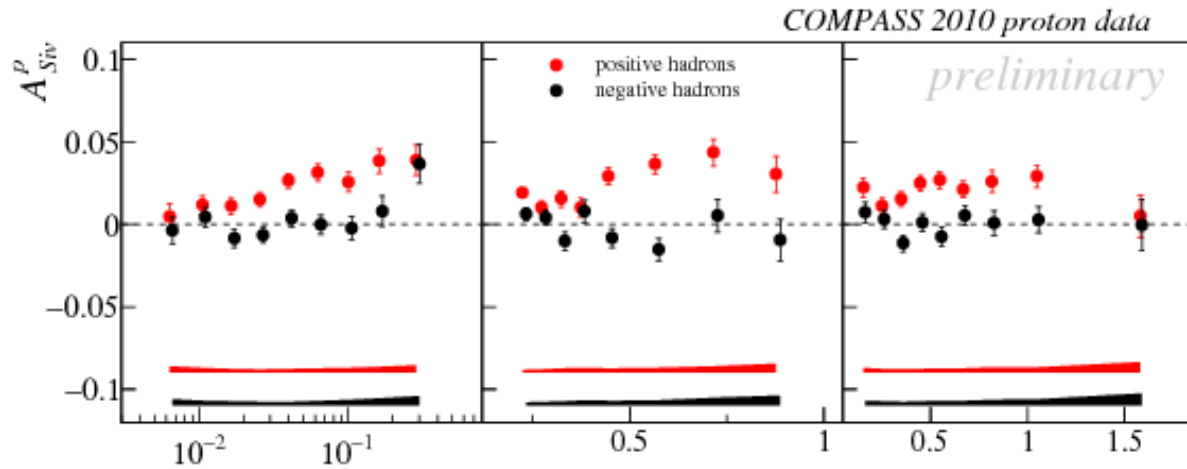 COMPASS 2010 proton data
A^p_Siv
0.1
0.05
0
−0.05
−0.1
positive hadrons
negative hadrons
preliminary
10^−2 10^−1
0.5 1
0.5 1 1.5